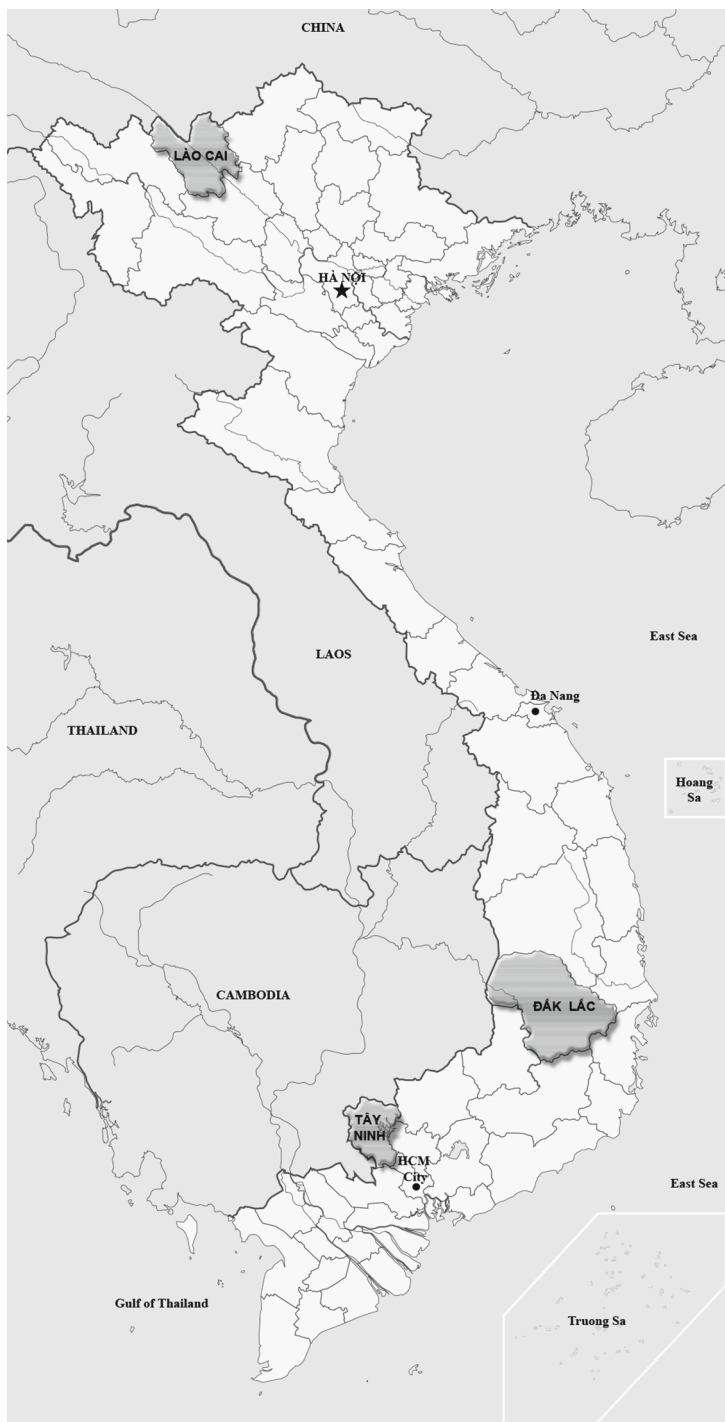 CHINA
LÀO CAI
HÀ NỘI
East Sea
LAOS
Đa Nang
THAILAND
Hoang
Sa
CAMBODIA
ĐẮK LẮC
TÂY
NINH
HCM
City
East Sea
Gulf of Thailand
Truong Sa